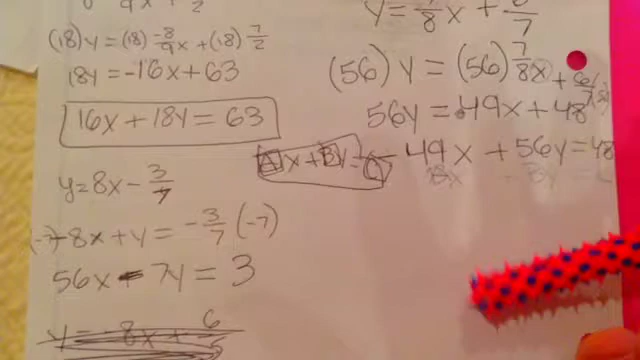 (18)y = (18) -8/9x + (18) 7/2
18y = -16x + 63
16x + 18y = 63
y = 8x - 3/7
(-7) -8x + y = -3/7 (-7)
56x - 7y = 3
y = 7/8x + 6/7
(56) y = (56) 7/8x + 6/7
56y = 49x + 48
Ax + By = C
-49x + 56y = 48